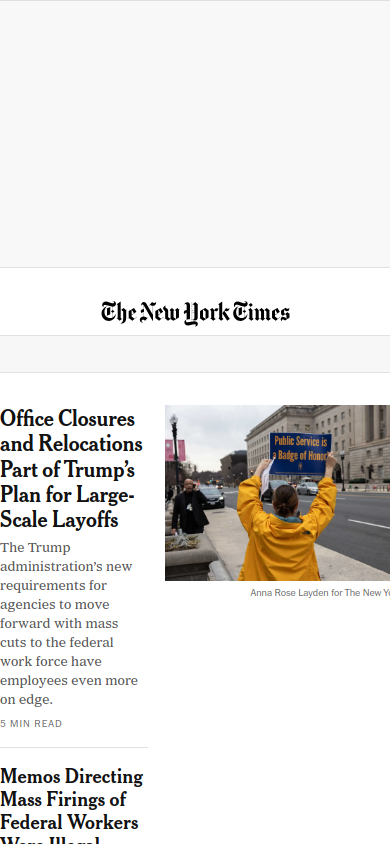 The New York Times
Office Closures
and Relocations
Part of Trump's
Plan for Large-
Scale Layoffs
The Trump
administration's new
requirements for
agencies to move
forward with mass
cuts to the federal
work force have
employees even more
on edge.
5 MIN READ
Public Service is
a Badge of Honor
Anna Rose Layden for The New Yo
Memos Directing
Mass Firings of
Federal Workers
Were Illegal